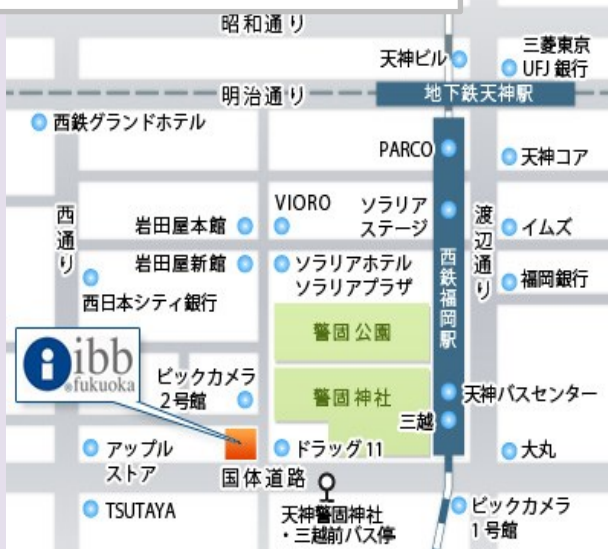 昭和通り
天神ビル
三菱東京
UFJ 銀行
明治通り
地下鉄天神駅
西鉄グランドホテル
PARCO
天神コア
西通り
VIORO
ソラリア
ステージ
渡辺通り
岩田屋本館
イムズ
岩田屋新館
ソラリアホテル
ソラリアプラザ
西鉄福岡駅
福岡銀行
西日本シティ銀行
警固公園
ibb
fukuoka
ビックカメラ
2号館
警固神社
天神バスセンター
三越
アップル
ストア
ドラッグ11
大丸
国体道路
TSUTAYA
天神警固神社
・三越前バス停
ビックカメラ
1号館